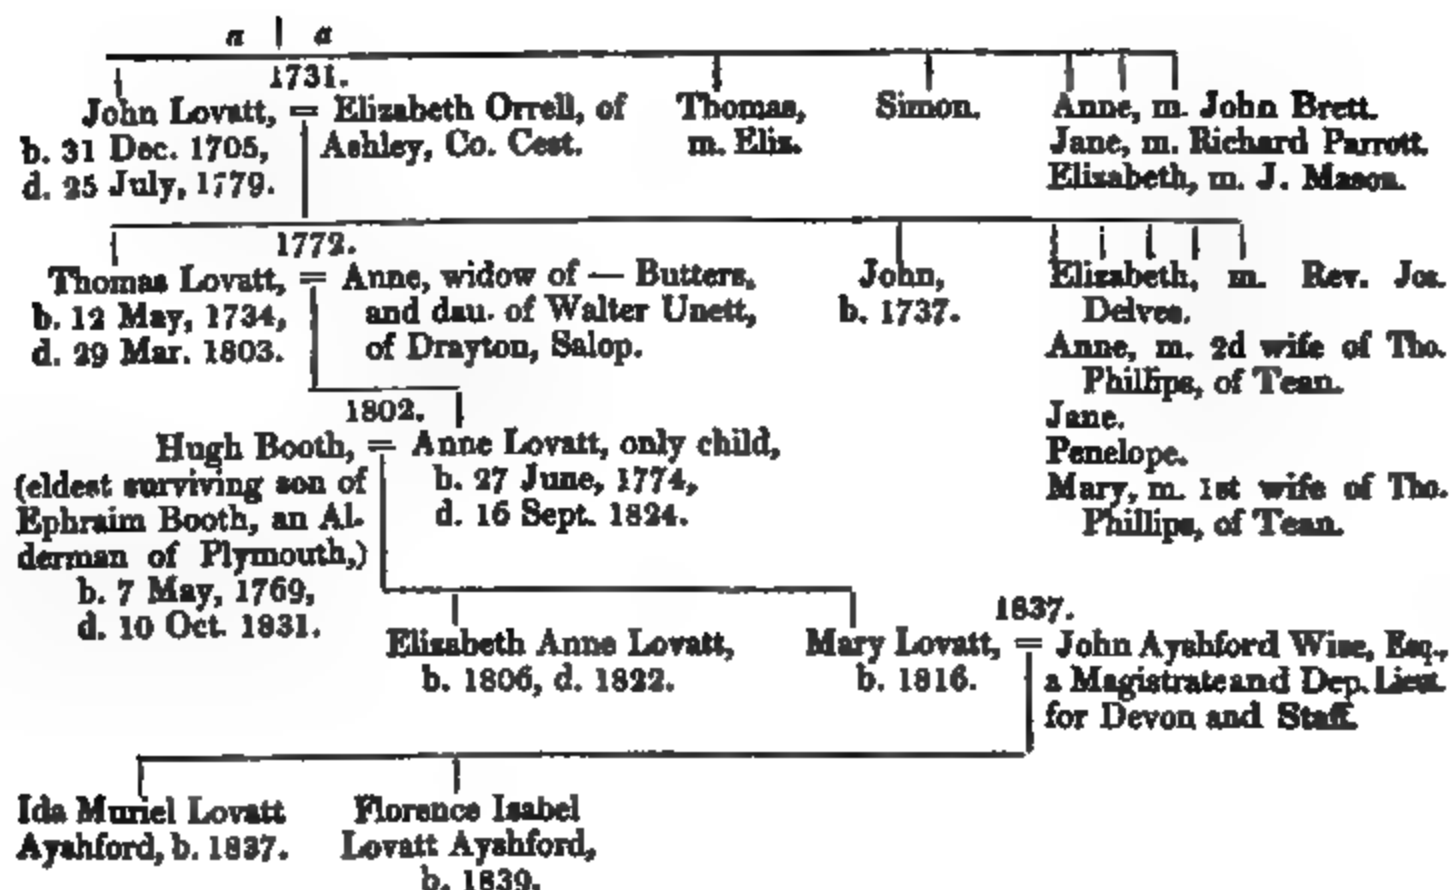 a a
1731.
John Lovatt, = Elizabeth Orrell, of
b. 31 Dec. 1705, Ashley, Co. Cest.
d. 25 July, 1779.
Thomas,
m. Eliz.
Simon.
Anne, m. John Brett.
Jane, m. Richard Parrott.
Elizabeth, m. J. Mason.
1772.
Thomas Lovatt, = Anne, widow of — Butters,
b. 12 May, 1734, and dau. of Walter Unett,
d. 29 Mar. 1803. of Drayton, Salop.
John,
b. 1737.
Elizabeth, m. Rev. Jos.
Delves.
Anne, m. 2d wife of Tho.
Phillips, of Tean.
Jane.
Penelope.
Mary, m. 1st wife of Tho.
Phillips, of Tean.
1802.
Hugh Booth, = Anne Lovatt, only child,
(eldest surviving son of b. 27 June, 1774,
Ephraim Booth, an Al- d. 16 Sept. 1824.
derman of Plymouth,)
b. 7 May, 1769,
d. 10 Oct. 1831.
Elizabeth Anne Lovatt,
b. 1806, d. 1822.
1837.
Mary Lovatt, = John Ayshford Wise, Esq.,
b. 1816. a Magistrate and Dep. Lieut.
for Devon and Staff.
Ida Muriel Lovatt
Ayshford, b. 1837.
Florence Isabel
Lovatt Ayshford,
b. 1839.